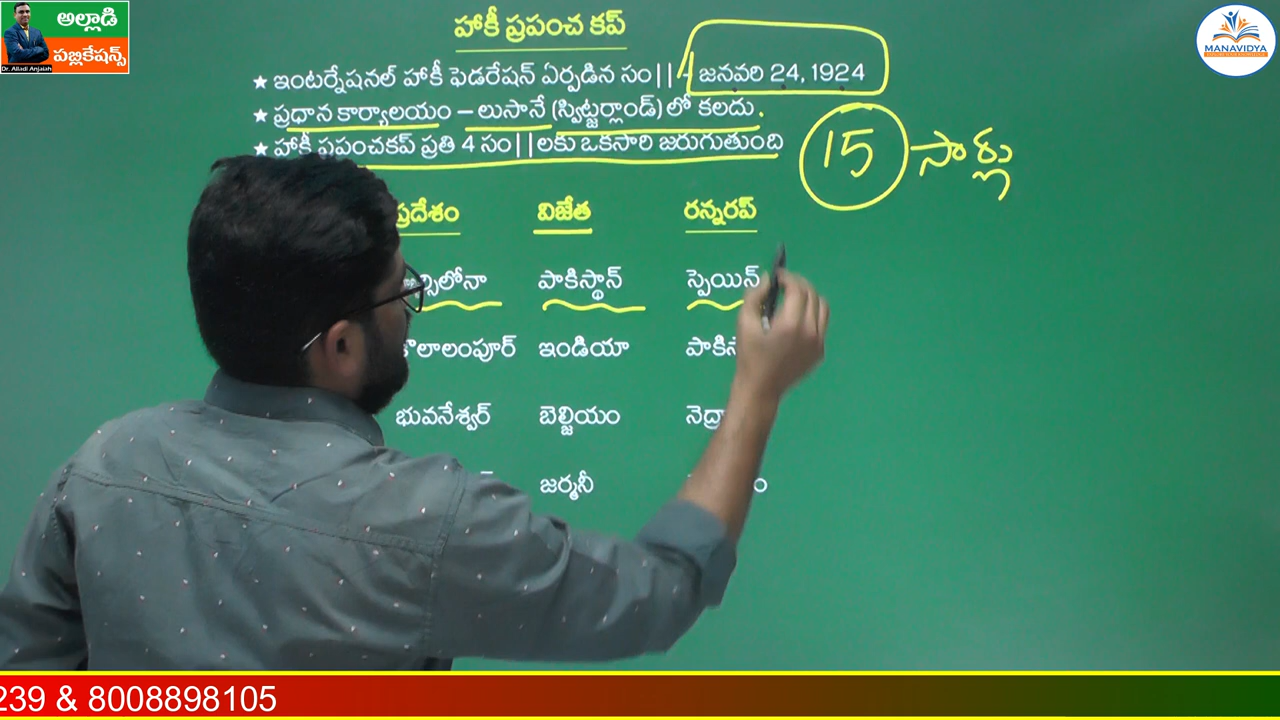 అల్లాడి
పబ్లికేషన్స్
Dr. Alladi Anjaiah
MANAVIDYA
హాకీ ప్రపంచ కప్
★ ఇంటర్నేషనల్ హాకీ ఫెడరేషన్ ఏర్పడిన సం|| - జనవరి 24, 1924
★ ప్రధాన కార్యాలయం – లుసానే (స్విట్జర్లాండ్) లో కలదు.
★ హాకీ ప్రపంచకప్ ప్రతి 4 సం||లకు ఒకసారి జరుగుతుంది
15 సార్లు
ప్రదేశం విజేత రన్నరప్
పాకిస్థాన్ స్పెయిన్
ఇండియా
భువనేశ్వర్ బెల్జియం
జర్మనీ
239 & 8008898105